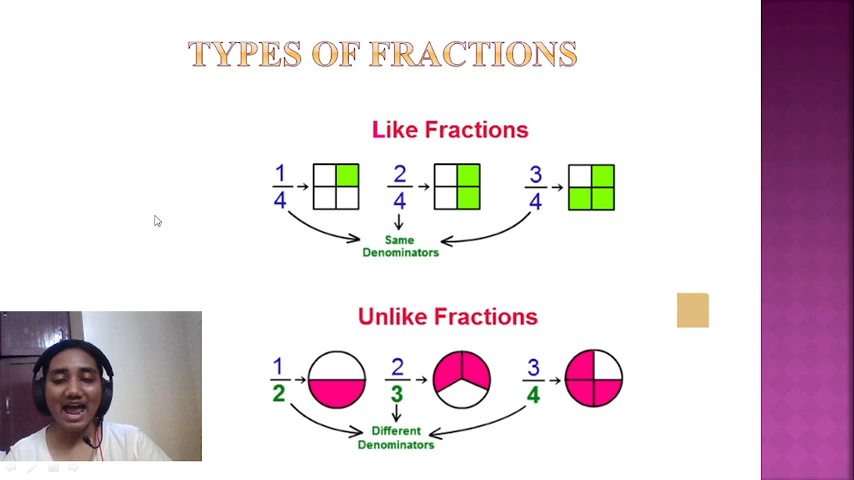 TYPES OF FRACTIONS
Like Fractions
1/4 2/4 3/4
Same
Denominators
Unlike Fractions
1/2 2/3 3/4
Different
Denominators